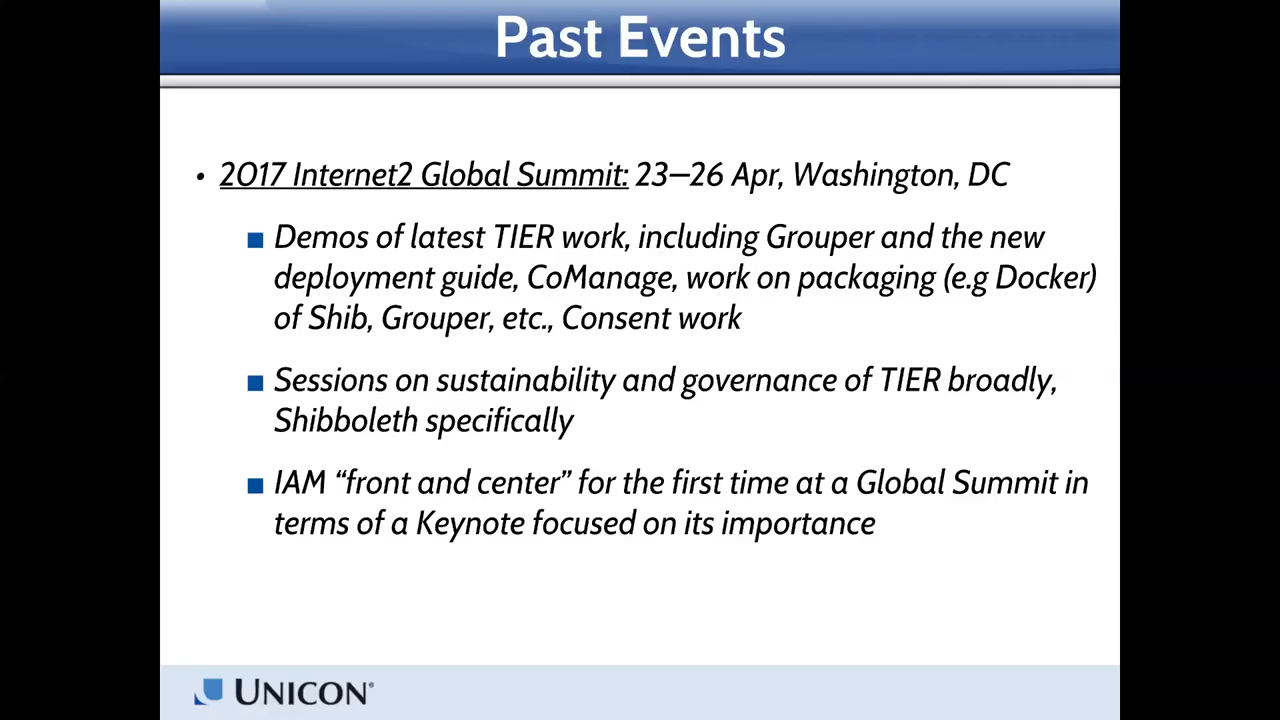 Past Events
• 2017 Internet2 Global Summit: 23–26 Apr, Washington, DC
■ Demos of latest TIER work, including Grouper and the new
deployment guide, CoManage, work on packaging (e.g Docker)
of Shib, Grouper, etc., Consent work
■ Sessions on sustainability and governance of TIER broadly,
Shibboleth specifically
■ IAM “front and center” for the first time at a Global Summit in
terms of a Keynote focused on its importance
UNICON®